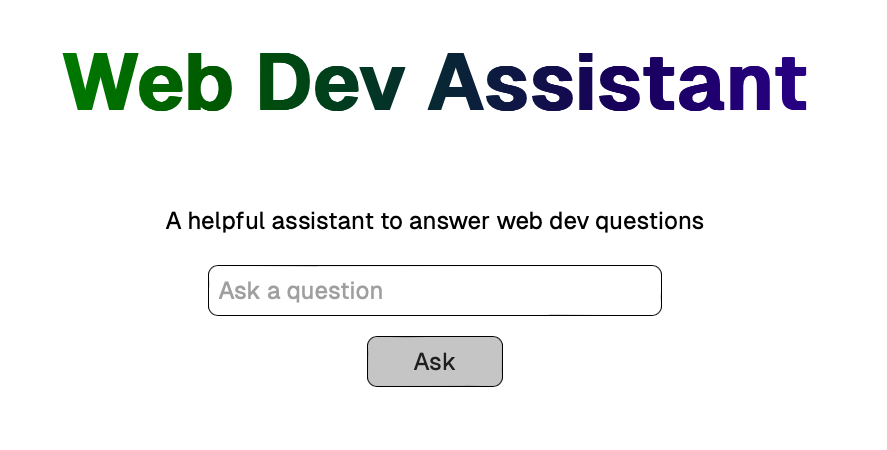 Web Dev Assistant
A helpful assistant to answer web dev questions
Ask a question
Ask